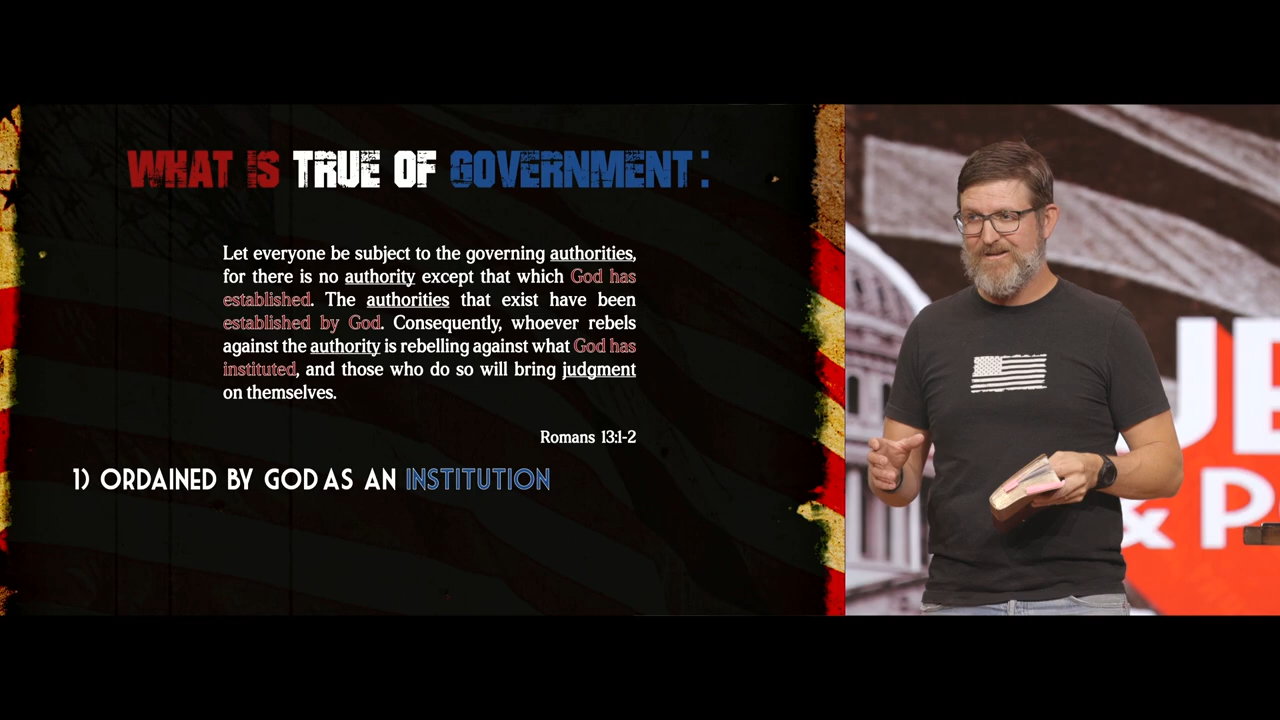 WHAT IS TRUE OF GOVERNMENT:
Let everyone be subject to the governing authorities,
for there is no authority except that which God has
established. The authorities that exist have been
established by God. Consequently, whoever rebels
against the authority is rebelling against what God has
instituted, and those who do so will bring judgment
on themselves.
Romans 13:1-2
1) ORDAINED BY GOD AS AN INSTITUTION
& P